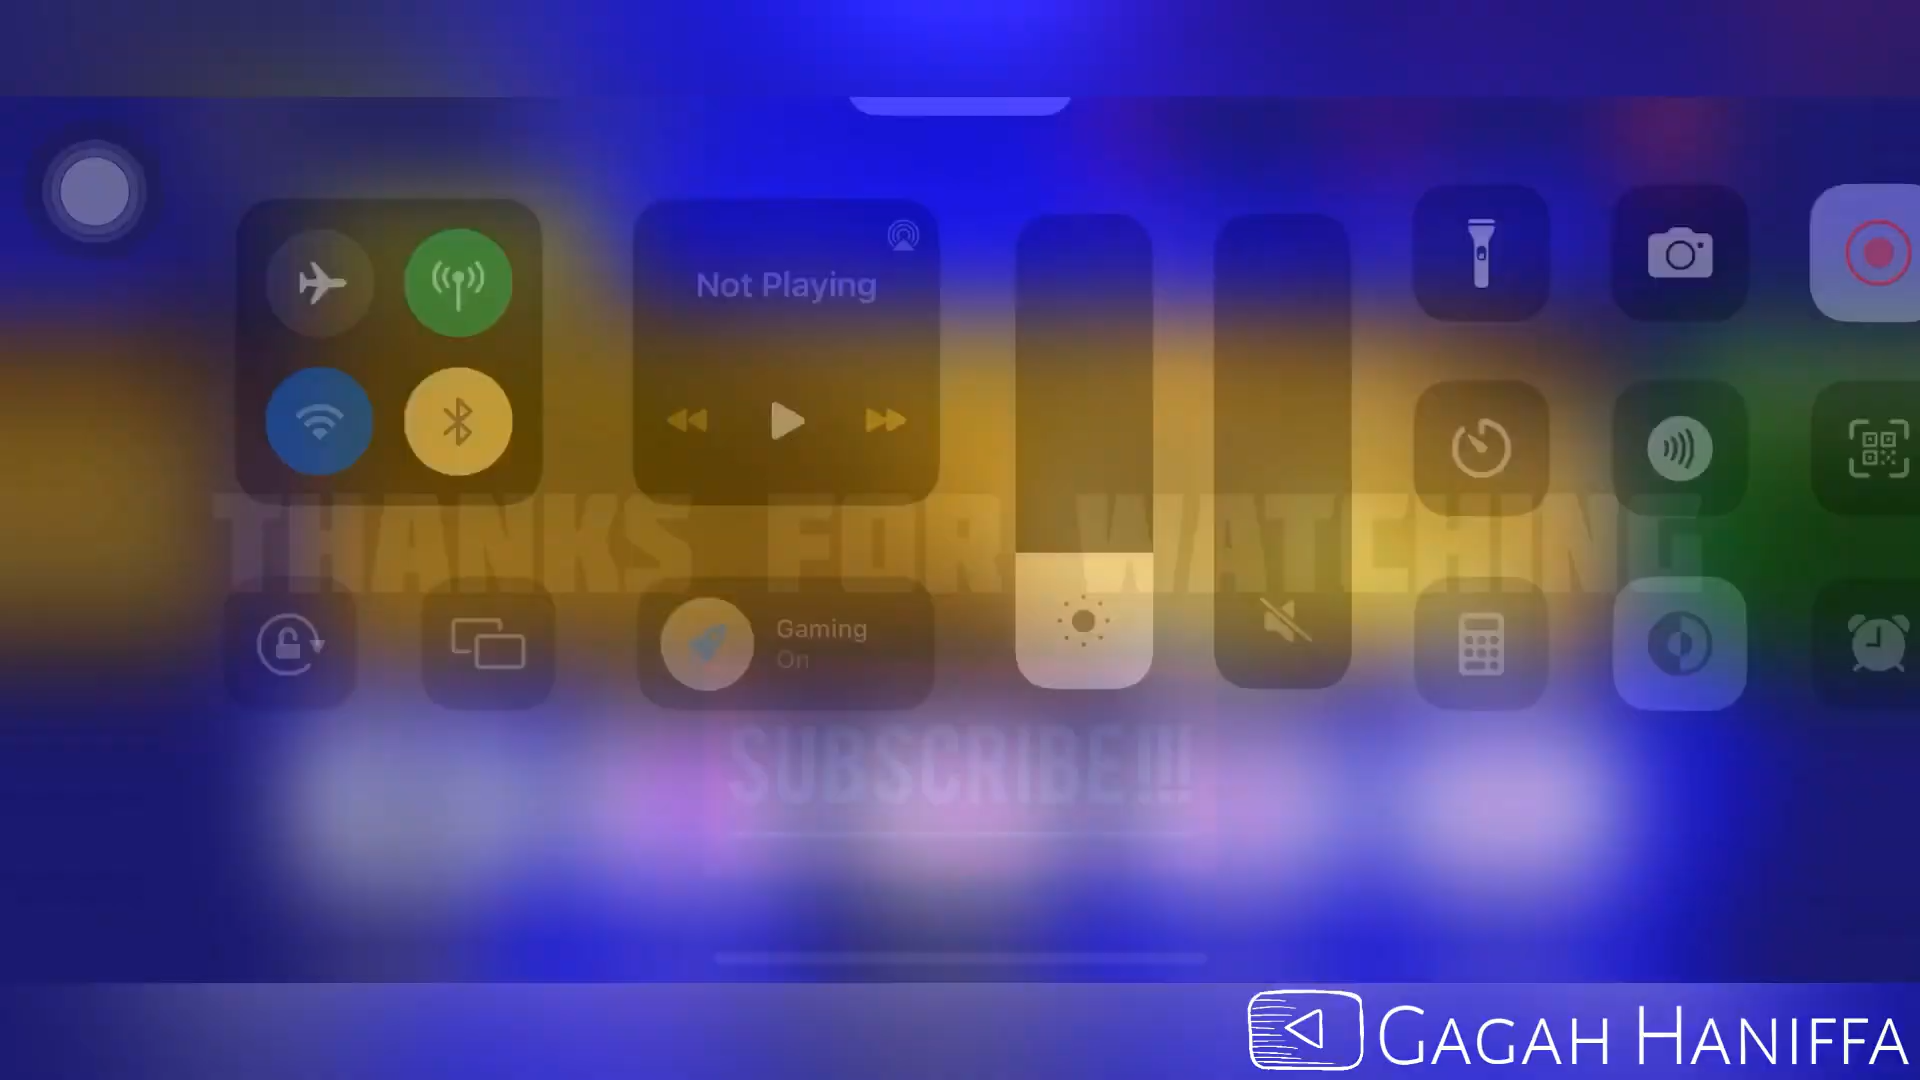 Not Playing
THANKS FOR WATCHING
Gaming
On
SUBSCRIBE!!!
GAGAH HANIFFA